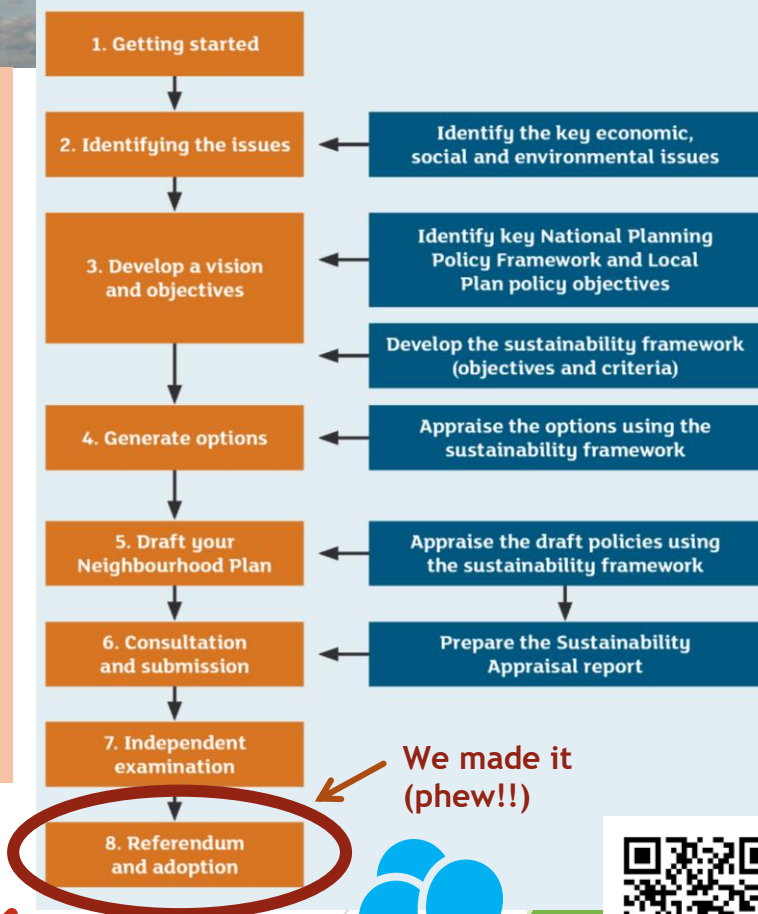 1. Getting started
2. Identifying the issues
Identify the key economic,
social and environmental issues
3. Develop a vision
and objectives
Identify key National Planning
Policy Framework and Local
Plan policy objectives
Develop the sustainability framework
(objectives and criteria)
4. Generate options
Appraise the options using the
sustainability framework
5. Draft your
Neighbourhood Plan
Appraise the draft policies using
the sustainability framework
6. Consultation
and submission
Prepare the Sustainability
Appraisal report
7. Independent
examination
We made it
(phew!!)
8. Referendum
and adoption